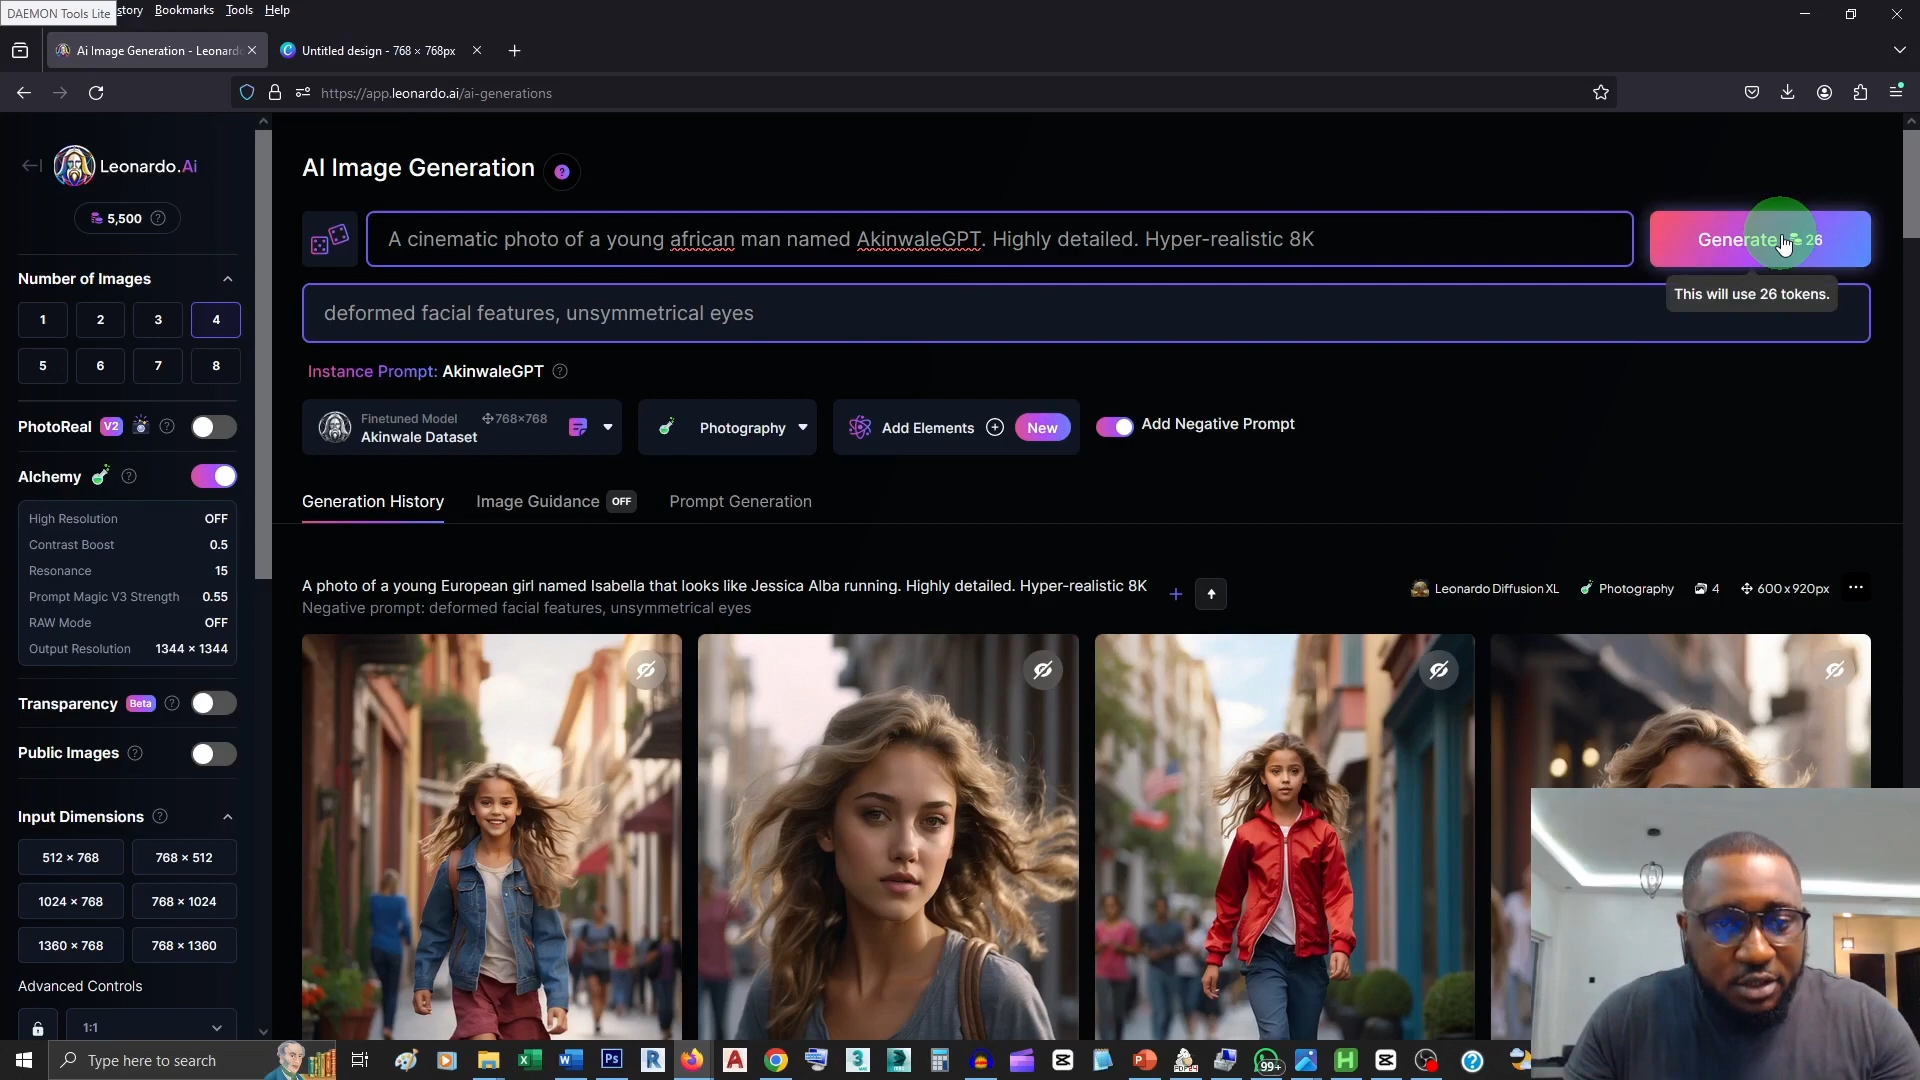 DAEMON Tools Lite
story Bookmarks Tools Help
Ai Image Generation - Leonardo
Untitled design - 768 × 768px
https://app.leonardo.ai/ai-generations
Leonardo.Ai
5,500
Number of Images
1 2 3 4
5 6 7 8
PhotoReal V2
Alchemy
High Resolution OFF
Contrast Boost 0.5
Resonance 15
Prompt Magic V3 Strength 0.55
RAW Mode OFF
Output Resolution 1344 × 1344
Transparency Beta
Public Images
Input Dimensions
512 × 768 768 × 512
1024 × 768 768 × 1024
1360 × 768 768 × 1360
Advanced Controls
1:1
AI Image Generation
A cinematic photo of a young african man named AkinwaleGPT. Highly detailed. Hyper-realistic 8K
Generate 26
This will use 26 tokens.
deformed facial features, unsymmetrical eyes
Instance Prompt: AkinwaleGPT
Finetuned Model 768×768
Akinwale Dataset
Photography
Add Elements New
Add Negative Prompt
Generation History
Image Guidance OFF
Prompt Generation
A photo of a young European girl named Isabella that looks like Jessica Alba running. Highly detailed. Hyper-realistic 8K
Negative prompt: deformed facial features, unsymmetrical eyes
Leonardo Diffusion XL Photography 4 600 x 920px
Type here to search
99+